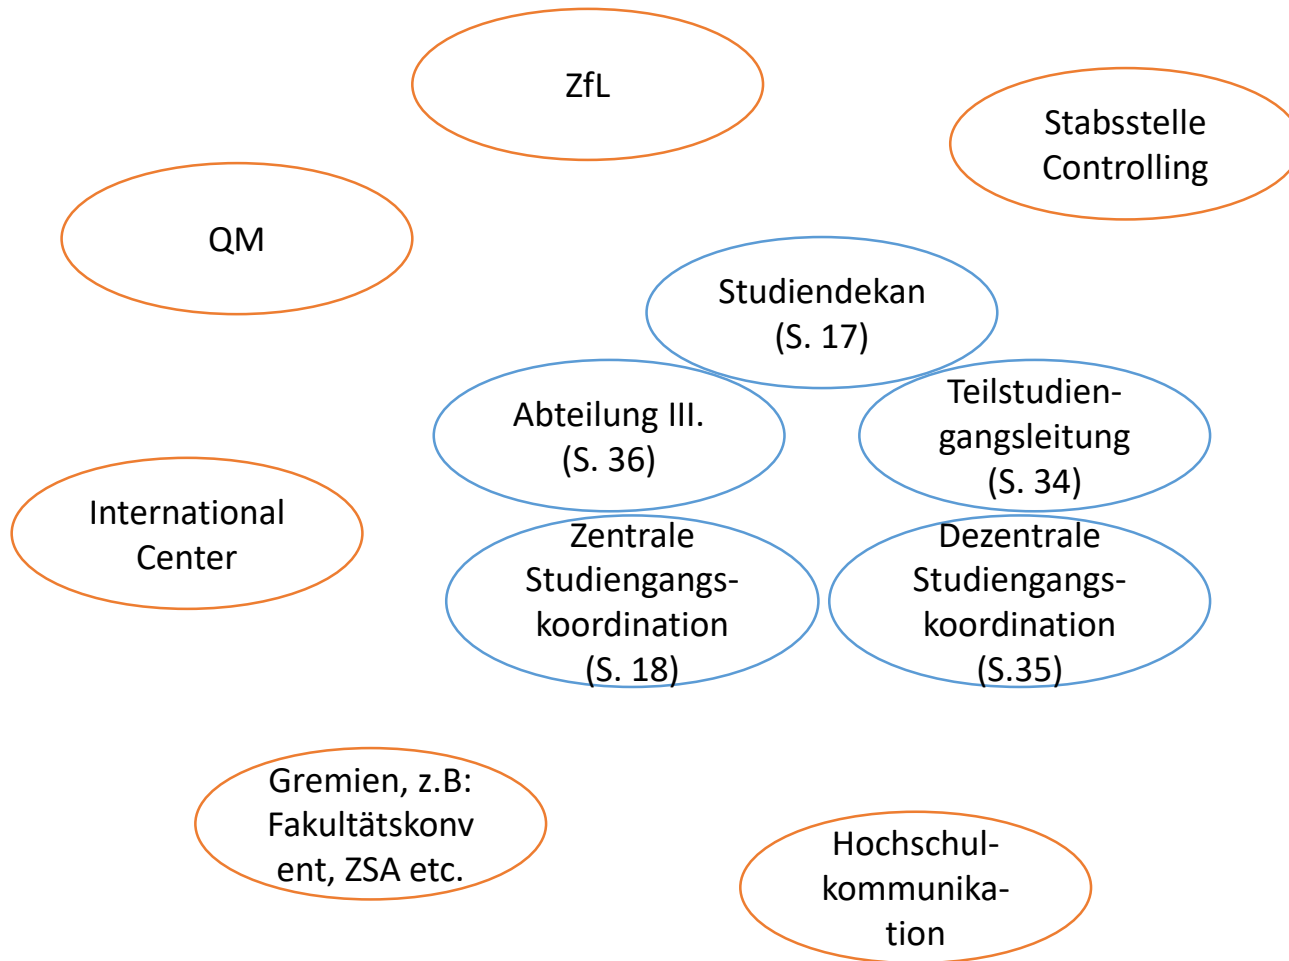 ZfL
Stabsstelle
Controlling
QM
Studiendekan
(S. 17)
Abteilung III.
(S. 36)
Teilstudien-
gangsleitung
(S. 34)
International
Center
Zentrale
Studiengangs-
koordination
(S. 18)
Dezentrale
Studiengangs-
koordination
(S.35)
Gremien, z.B:
Fakultätskonv
ent, ZSA etc.
Hochschul-
kommunika-
tion